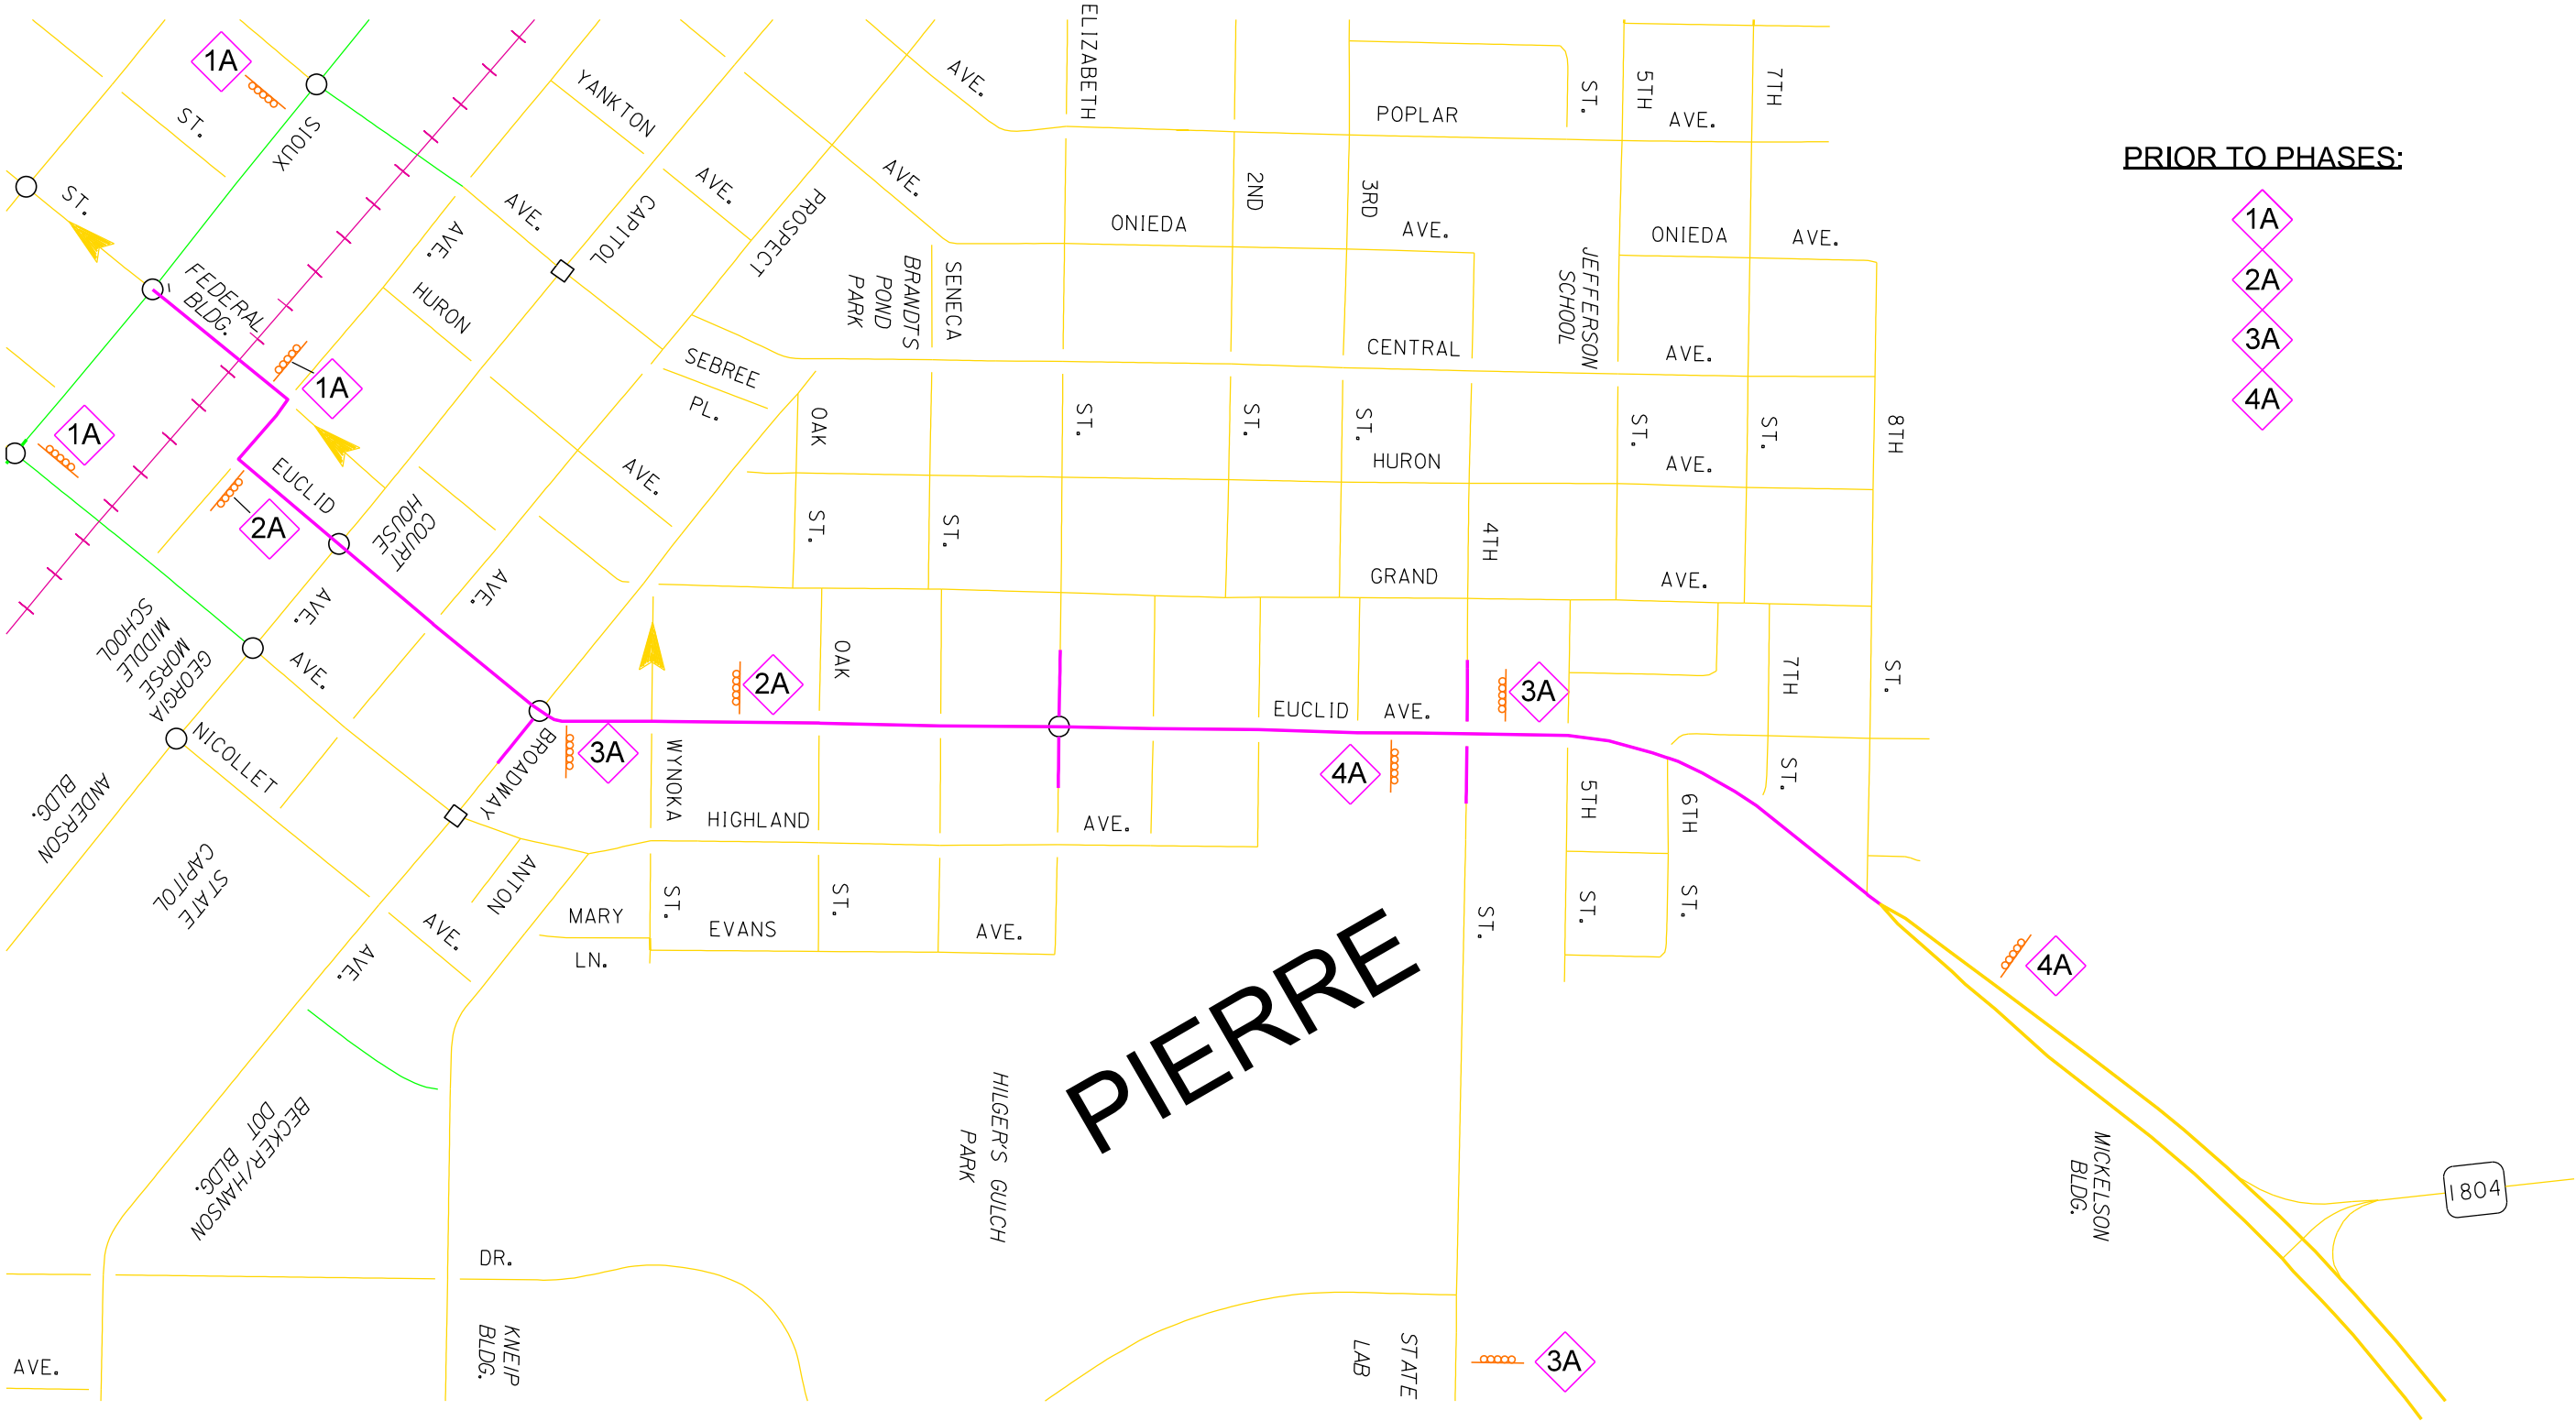 PRIOR TO PHASES:
1A
2A
3A
4A
1A
ST.
SIOUX
ST.
FEDERAL
BLDG.
1A
1A
2A
EUCLID
YANKTON
AVE.
AVE.
AVE.
HURON
CAPITOL
PROSPECT
AVE.
AVE.
ELIZABETH
POPLAR
AVE.
ST.
5TH
7TH
2ND
3RD
ONIEDA
AVE.
ONIEDA
AVE.
BRANDT'S
POND
PARK
SENECA
JEFFERSON
SCHOOL
CENTRAL
AVE.
SEBREE
PL.
OAK
ST.
ST.
ST.
ST.
ST.
8TH
HURON
AVE.
AVE.
COURT
HOUSE
ST.
ST.
4TH
GRAND
AVE.
AVE.
AVE.
AVE.
GEORGIA
MORSE
MIDDLE
SCHOOL
OAK
2A
3A
7TH
ST.
EUCLID
AVE.
NICOLLET
BROADWAY
3A
WYNOKA
4A
5TH
6TH
ST.
HIGHLAND
AVE.
ANDERSON
BLDG.
STATE
CAPITOL
ANTON
AVE.
AVE.
MARY
LN.
ST.
EVANS
ST.
AVE.
ST.
ST.
ST.
PIERRE
4A
HILGER'S GULCH
PARK
BECKER/HANSON
DOT BLDG.
MICKELSON
BLDG.
1804
DR.
KNEIP
BLDG.
AVE.
STATE
LAB
3A